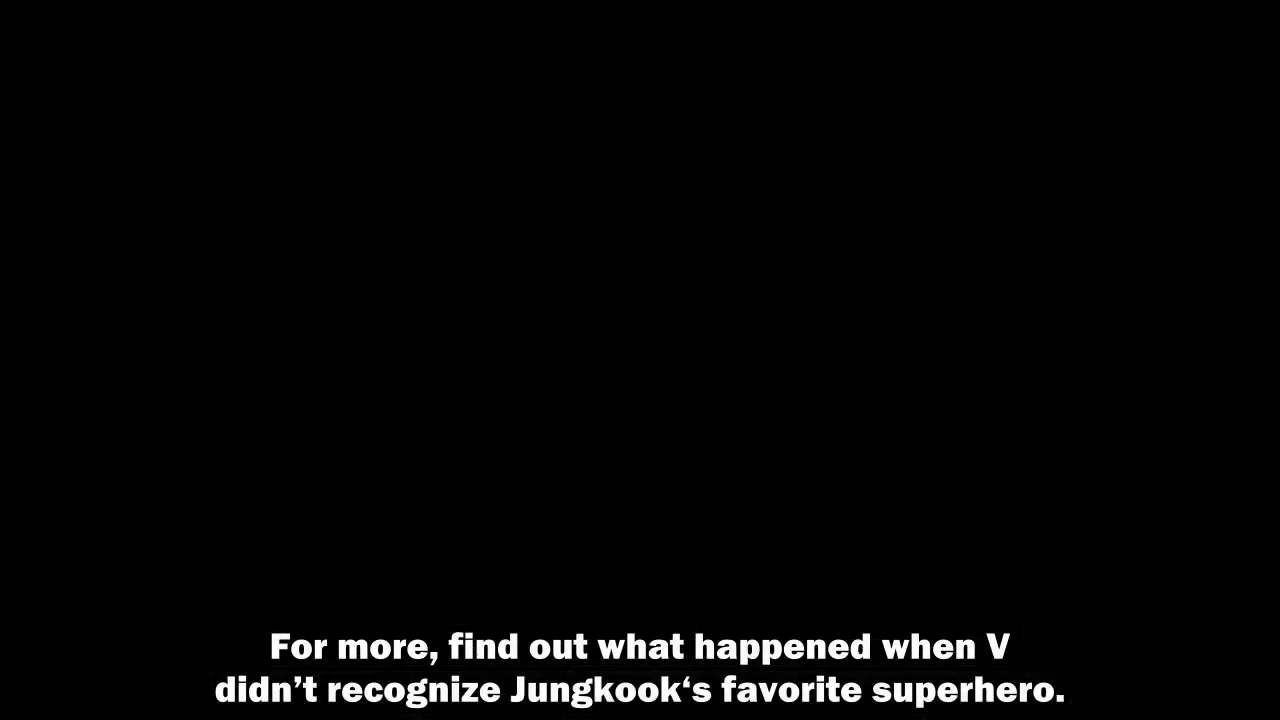 For more, find out what happened when V
didn’t recognize Jungkook‘s favorite superhero.